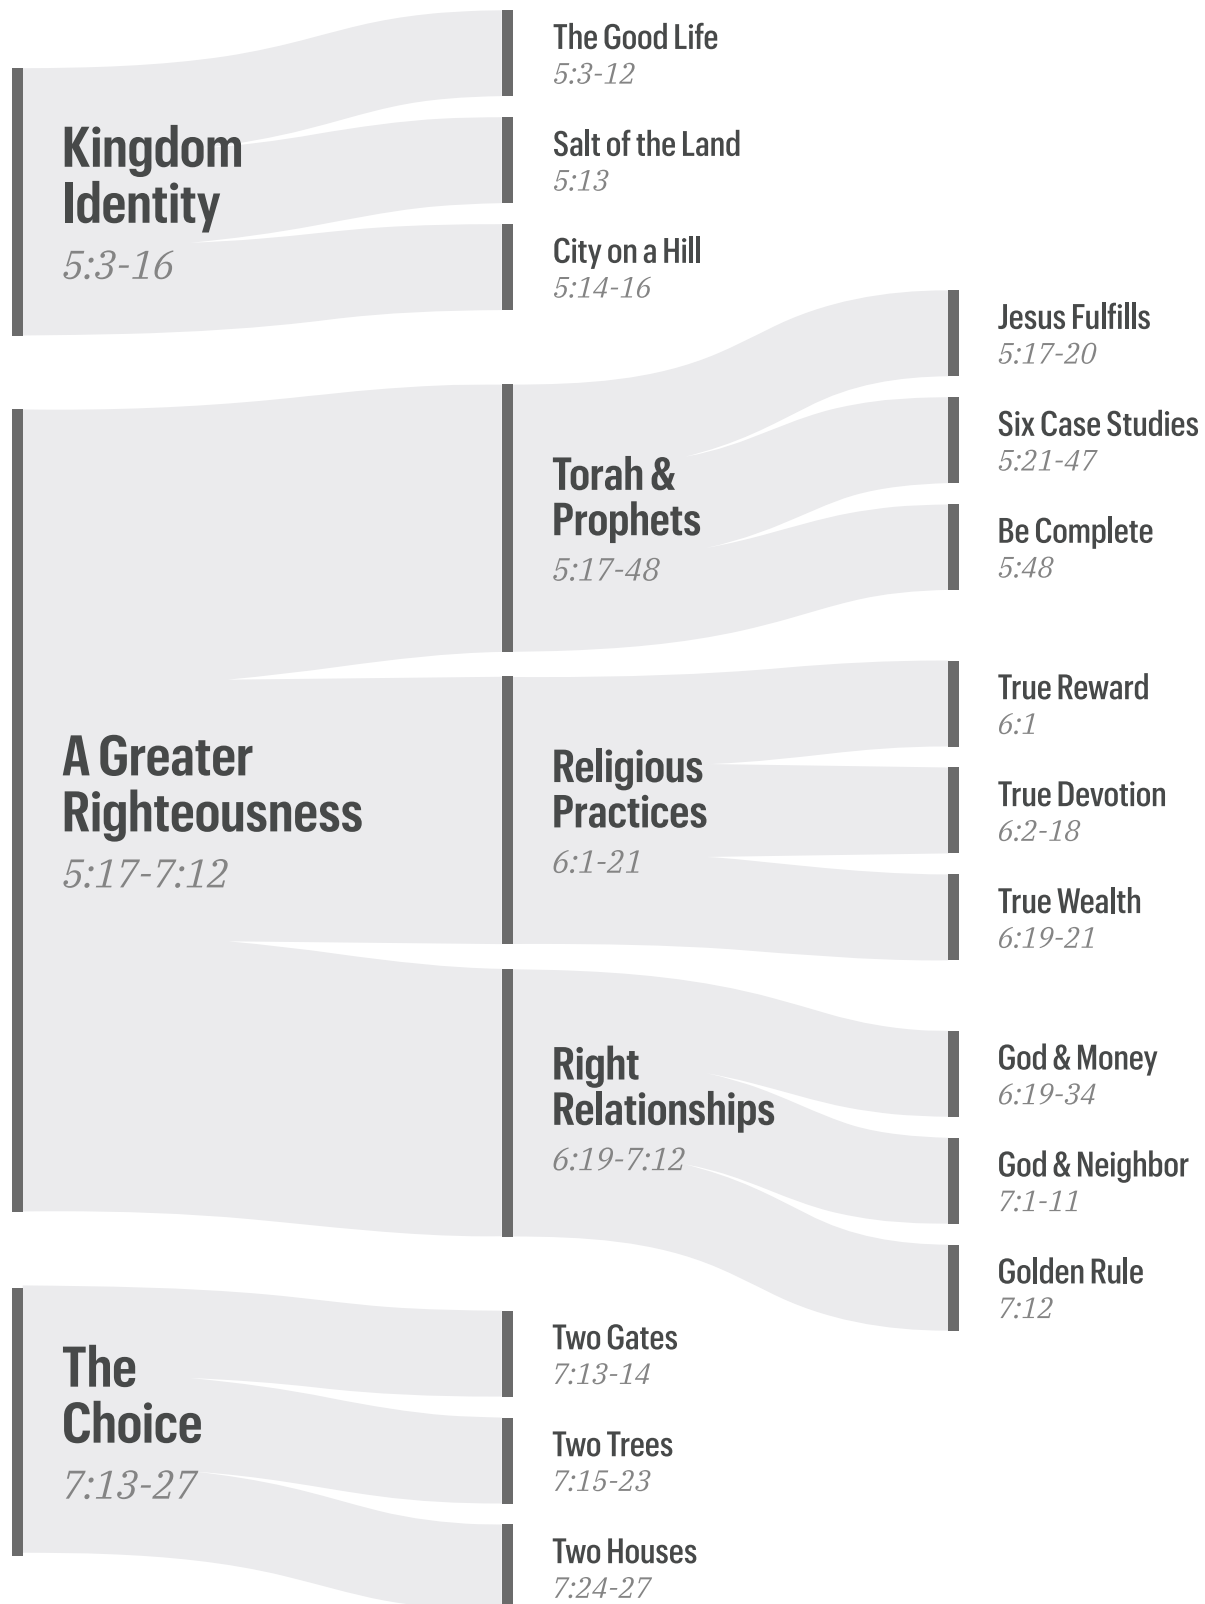 Kingdom
Identity
5:3-16
The Good Life
5:3-12
Salt of the Land
5:13
City on a Hill
5:14-16
A Greater
Righteousness
5:17-7:12
Torah &
Prophets
5:17-48
Jesus Fulfills
5:17-20
Six Case Studies
5:21-47
Be Complete
5:48
Religious
Practices
6:1-21
True Reward
6:1
True Devotion
6:2-18
True Wealth
6:19-21
Right
Relationships
6:19-7:12
God & Money
6:19-34
God & Neighbor
7:1-11
Golden Rule
7:12
The
Choice
7:13-27
Two Gates
7:13-14
Two Trees
7:15-23
Two Houses
7:24-27